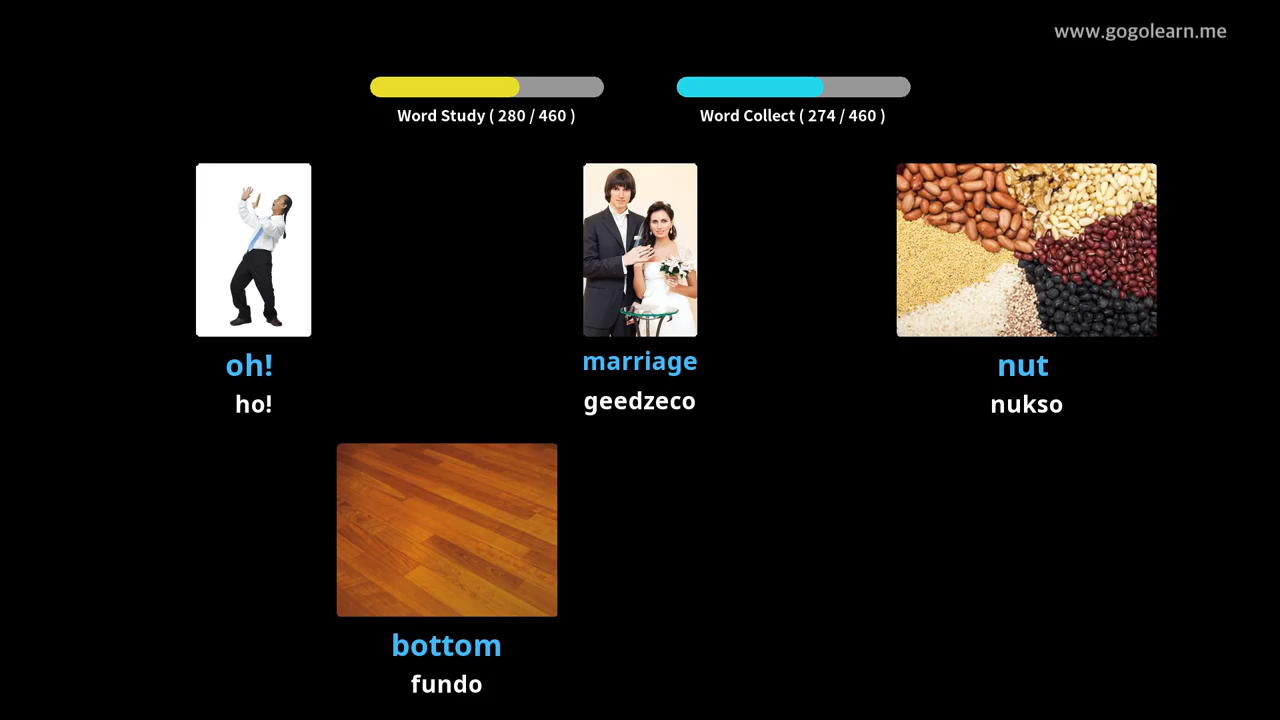 www.gogolearn.me
Word Study ( 280 / 460 )
Word Collect ( 274 / 460 )
oh!
ho!
marriage
geedzeco
nut
nukso
bottom
fundo